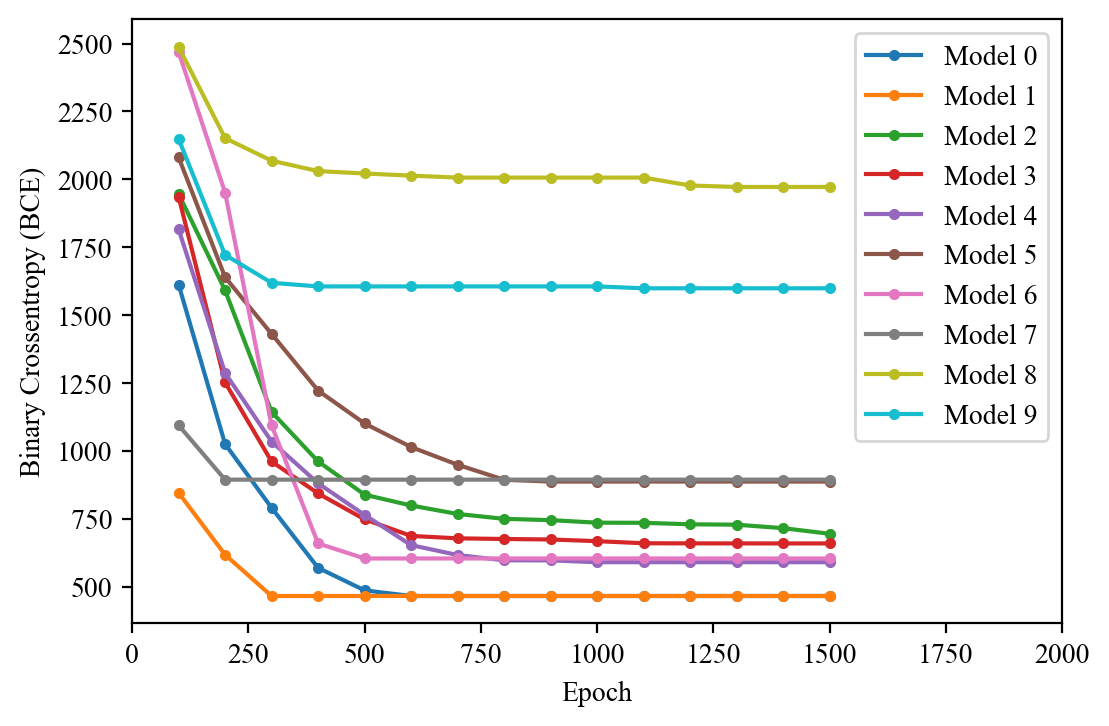 Binary Crossentropy (BCE)
2500
2250
2000
1750
1500
1250
1000
750
500
0 250 500 750 1000 1250 1500 1750 2000
Epoch
Model 0
Model 1
Model 2
Model 3
Model 4
Model 5
Model 6
Model 7
Model 8
Model 9